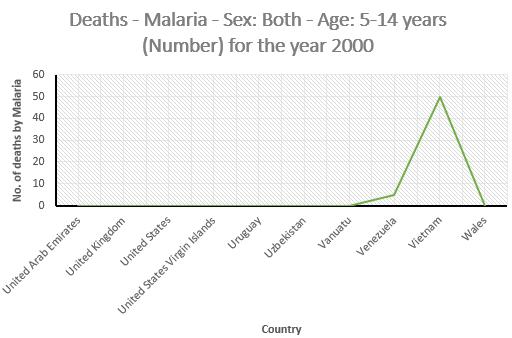 Deaths - Malaria - Sex: Both - Age: 5-14 years
(Number) for the year 2000
No. of deaths by Malaria
60
50
40
30
20
10
0
United Arab Emirates
United Kingdom
United States
United States Virgin Islands
Uruguay
Uzbekistan
Vanuatu
Venezuela
Vietnam
Wales
Country